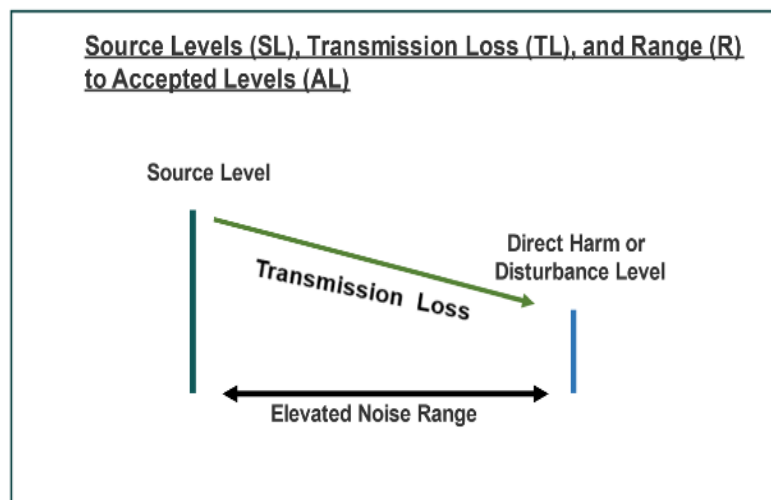 Source Levels (SL), Transmission Loss (TL), and Range (R)
to Accepted Levels (AL)
Source Level
Direct Harm or
Disturbance Level
Transmission Loss
Elevated Noise Range